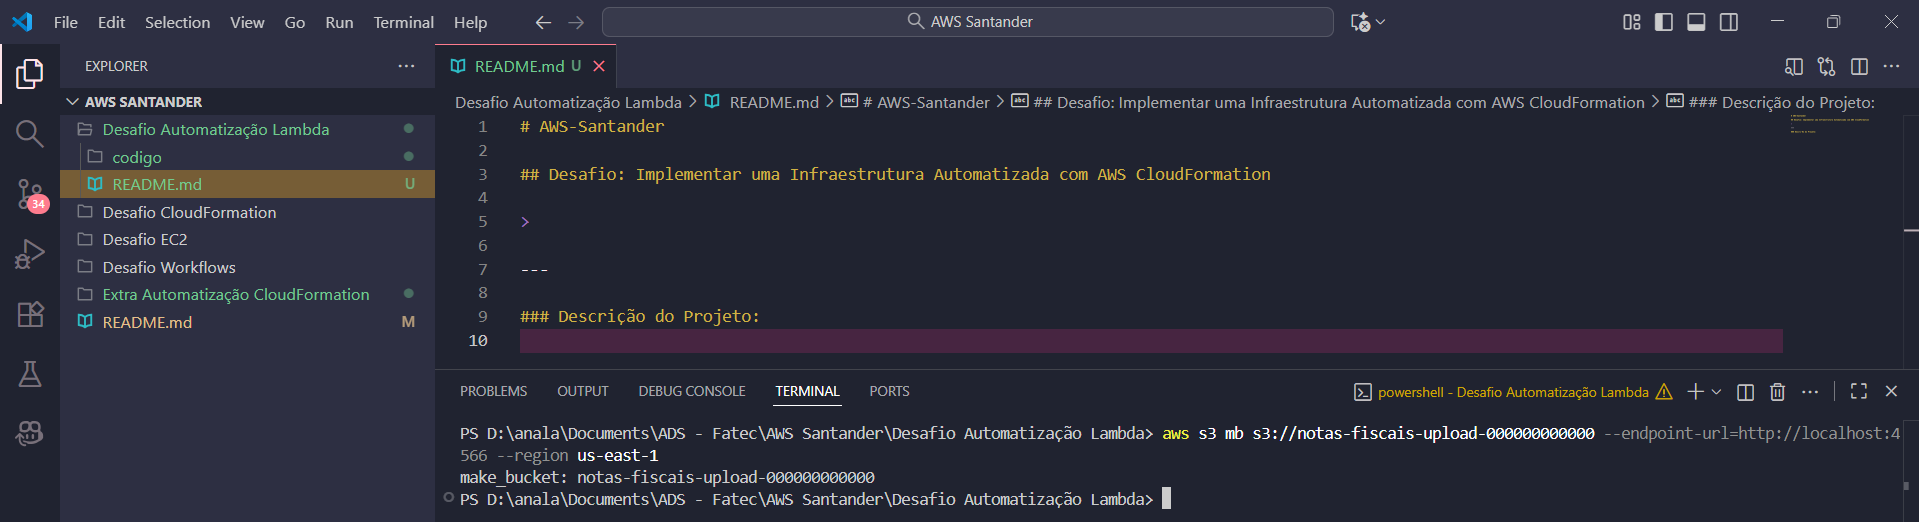 File Edit Selection View Go Run Terminal Help
AWS Santander
EXPLORER
AWS SANTANDER
Desafio Automatização Lambda
codigo
README.md U
Desafio CloudFormation
Desafio EC2
Desafio Workflows
Extra Automatização CloudFormation
README.md M
34
README.md U
Desafio Automatização Lambda > README.md > # AWS-Santander > ## Desafio: Implementar uma Infraestrutura Automatizada com AWS CloudFormation > ### Descrição do Projeto:
1 # AWS-Santander
2
3 ## Desafio: Implementar uma Infraestrutura Automatizada com AWS CloudFormation
4
5 >
6
7 ---
8
9 ### Descrição do Projeto:
10
PROBLEMS OUTPUT DEBUG CONSOLE TERMINAL PORTS
powershell - Desafio Automatização Lambda
PS D:\anala\Documents\ADS - Fatec\AWS Santander\Desafio Automatização Lambda> aws s3 mb s3://notas-fiscais-upload-000000000000 --endpoint-url=http://localhost:4
566 --region us-east-1
make_bucket: notas-fiscais-upload-000000000000
PS D:\anala\Documents\ADS - Fatec\AWS Santander\Desafio Automatização Lambda>